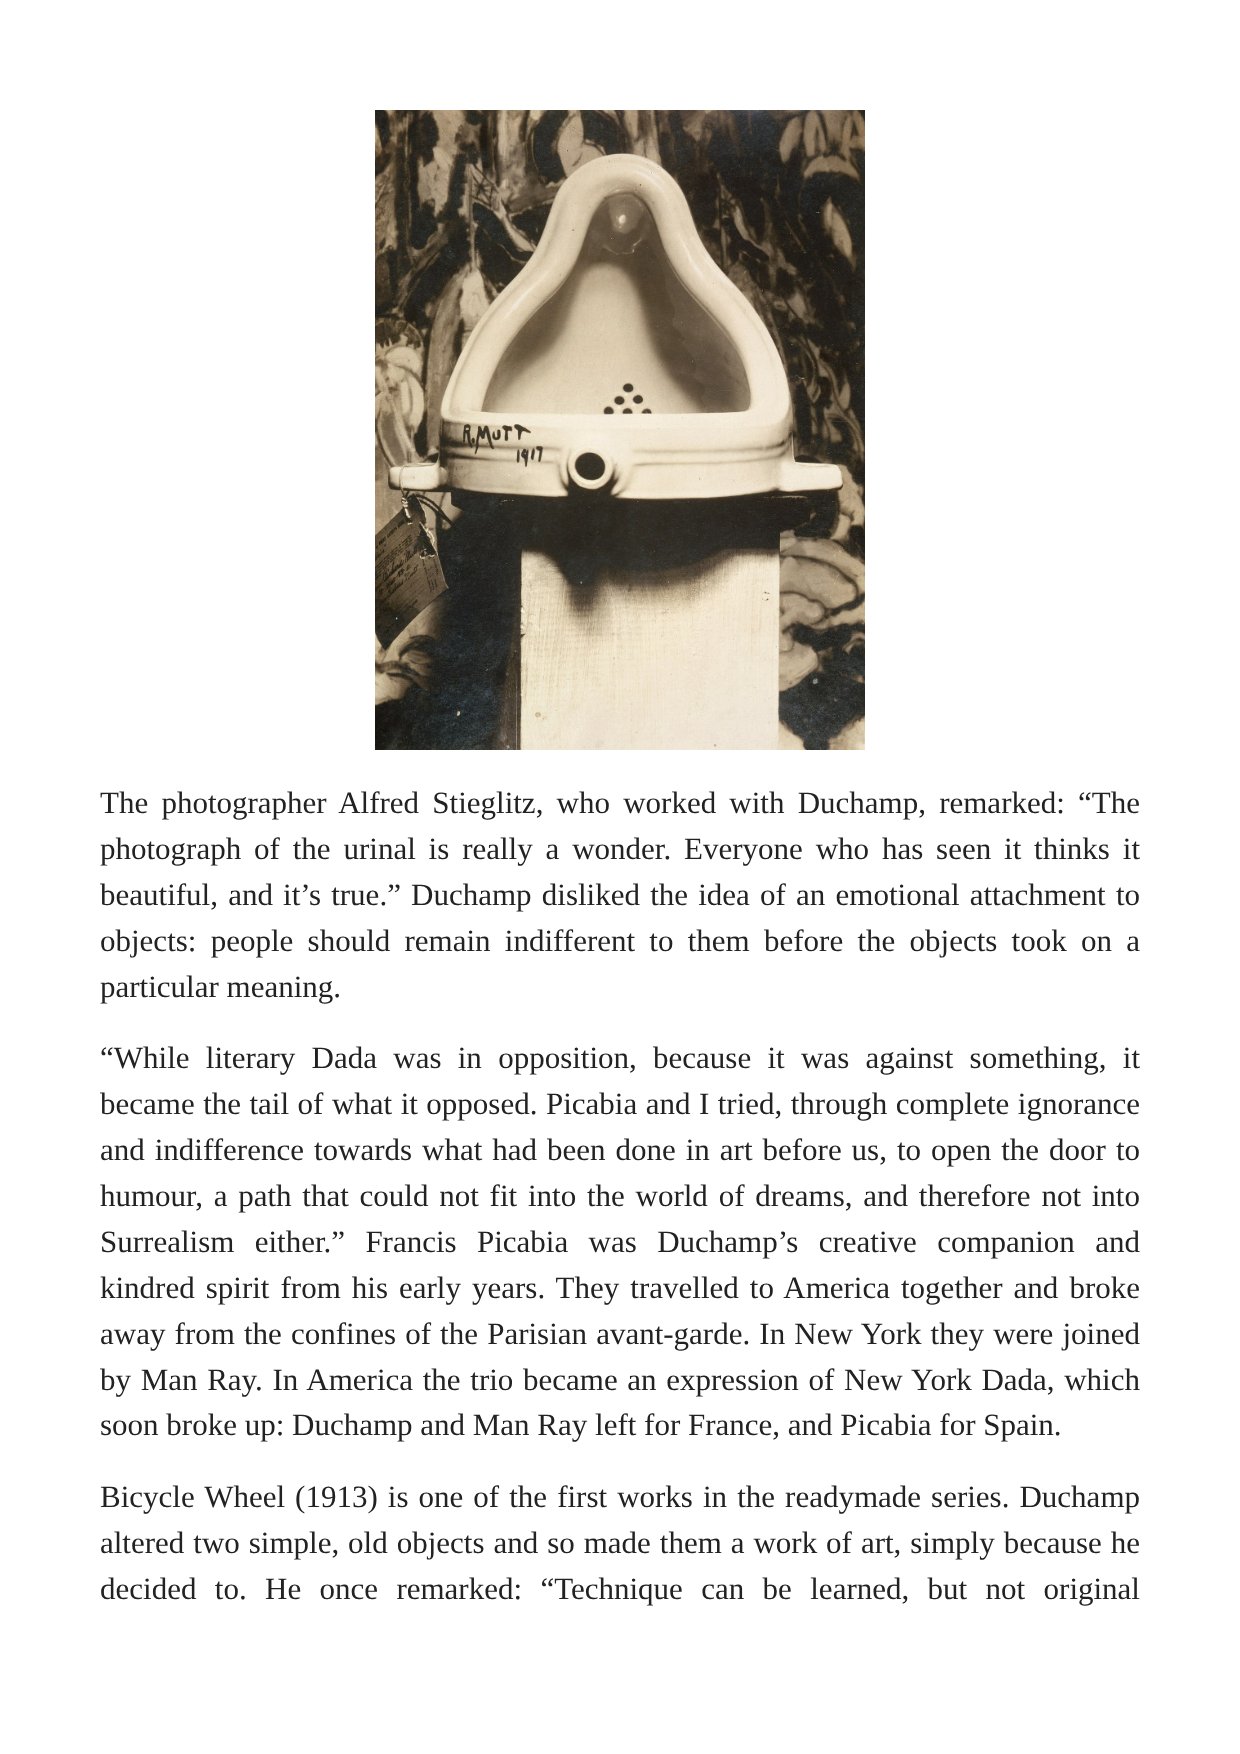 R. MUTT
1917
The photographer Alfred Stieglitz, who worked with Duchamp, remarked: “The
photograph of the urinal is really a wonder. Everyone who has seen it thinks it
beautiful, and it’s true.” Duchamp disliked the idea of an emotional attachment to
objects: people should remain indifferent to them before the objects took on a
particular meaning.
“While literary Dada was in opposition, because it was against something, it
became the tail of what it opposed. Picabia and I tried, through complete ignorance
and indifference towards what had been done in art before us, to open the door to
humour, a path that could not fit into the world of dreams, and therefore not into
Surrealism either.” Francis Picabia was Duchamp’s creative companion and
kindred spirit from his early years. They travelled to America together and broke
away from the confines of the Parisian avant-garde. In New York they were joined
by Man Ray. In America the trio became an expression of New York Dada, which
soon broke up: Duchamp and Man Ray left for France, and Picabia for Spain.
Bicycle Wheel (1913) is one of the first works in the readymade series. Duchamp
altered two simple, old objects and so made them a work of art, simply because he
decided to. He once remarked: “Technique can be learned, but not original